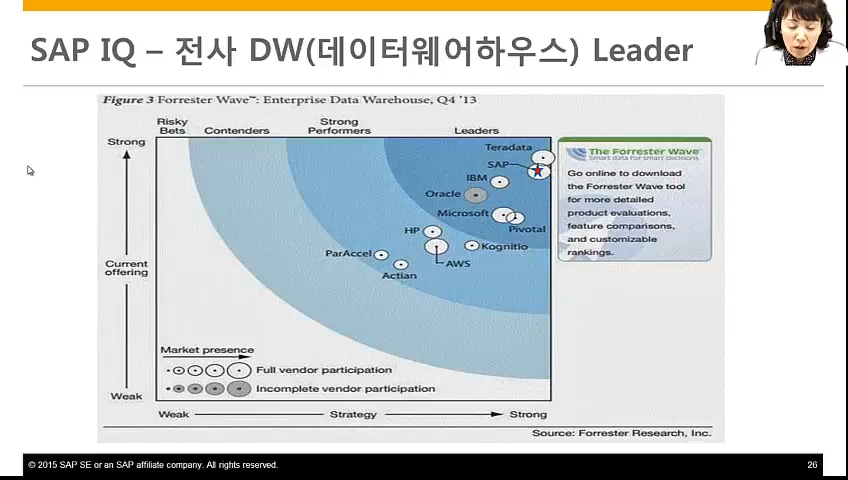 SAP IQ – 전사 DW(데이터웨어하우스) Leader
Figure 3 Forrester Wave™: Enterprise Data Warehouse, Q4 '13
Risky Bets
Contenders
Strong Performers
Leaders
Strong
Current offering
Weak
Teradata
SAP
IBM
Oracle
Microsoft
Pivotal
HP
Kognitio
ParAccel
AWS
Actian
Market presence
Full vendor participation
Incomplete vendor participation
Weak
Strategy
Strong
The Forrester Wave™
Smart data for smart decisions
Go online to download
the Forrester Wave tool
for more detailed
product evaluations,
feature comparisons,
and customizable
rankings.
Source: Forrester Research, Inc.
© 2015 SAP SE or an SAP affiliate company. All rights reserved.
26